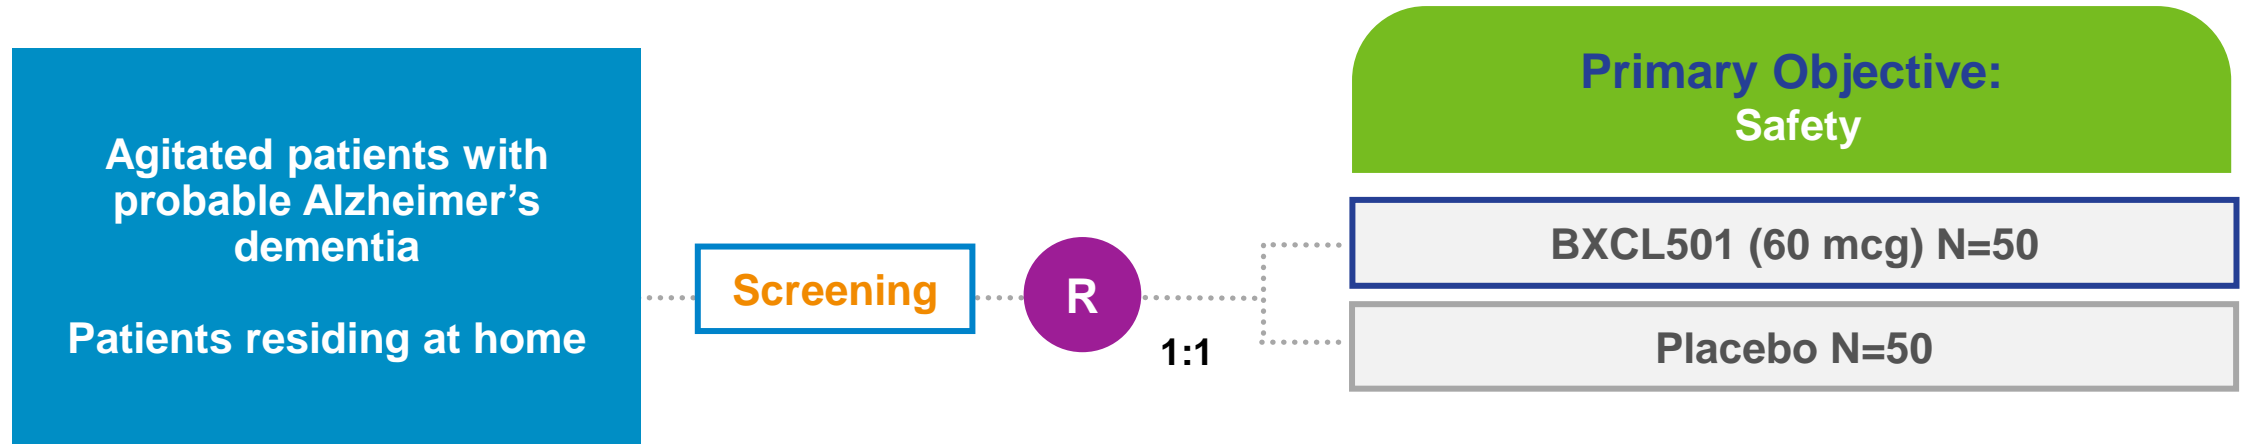 Agitated patients with
probable Alzheimer’s
dementia
Patients residing at home
Screening
R
1:1
Primary Objective:
Safety
BXCL501 (60 mcg) N=50
Placebo N=50